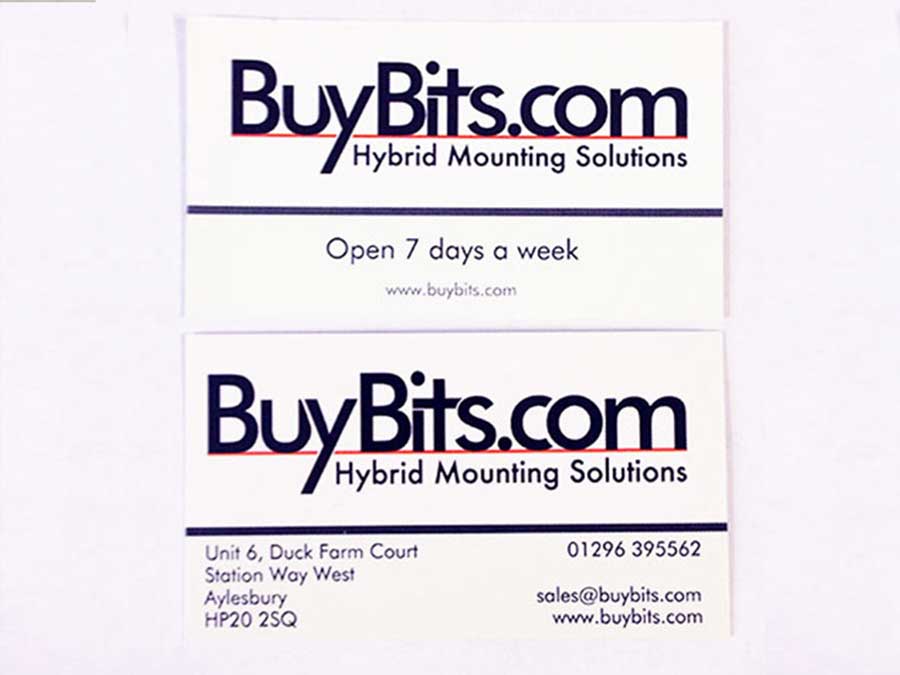 BuyBits.com
Hybrid Mounting Solutions
Open 7 days a week
www.buybits.com
BuyBits.com
Hybrid Mounting Solutions
Unit 6, Duck Farm Court
Station Way West
Aylesbury
HP20 2SQ
01296 395562
sales@buybits.com
www.buybits.com